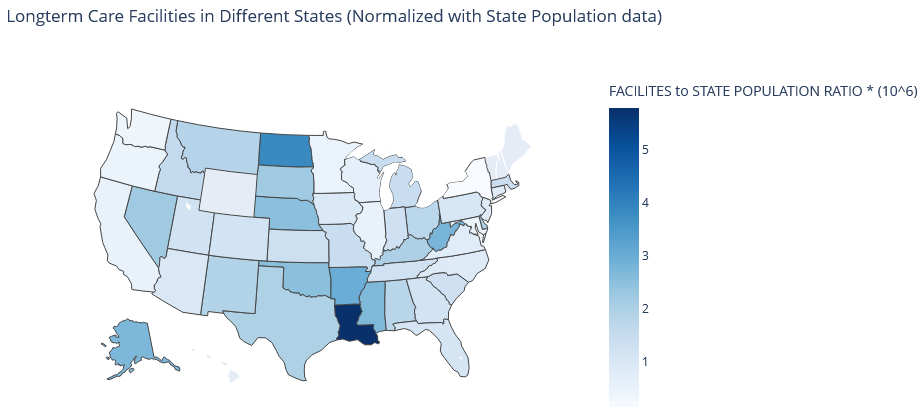 Longterm Care Facilities in Different States (Normalized with State Population data)
FACILITES to STATE POPULATION RATIO * (10^6)
5
4
3
2
1